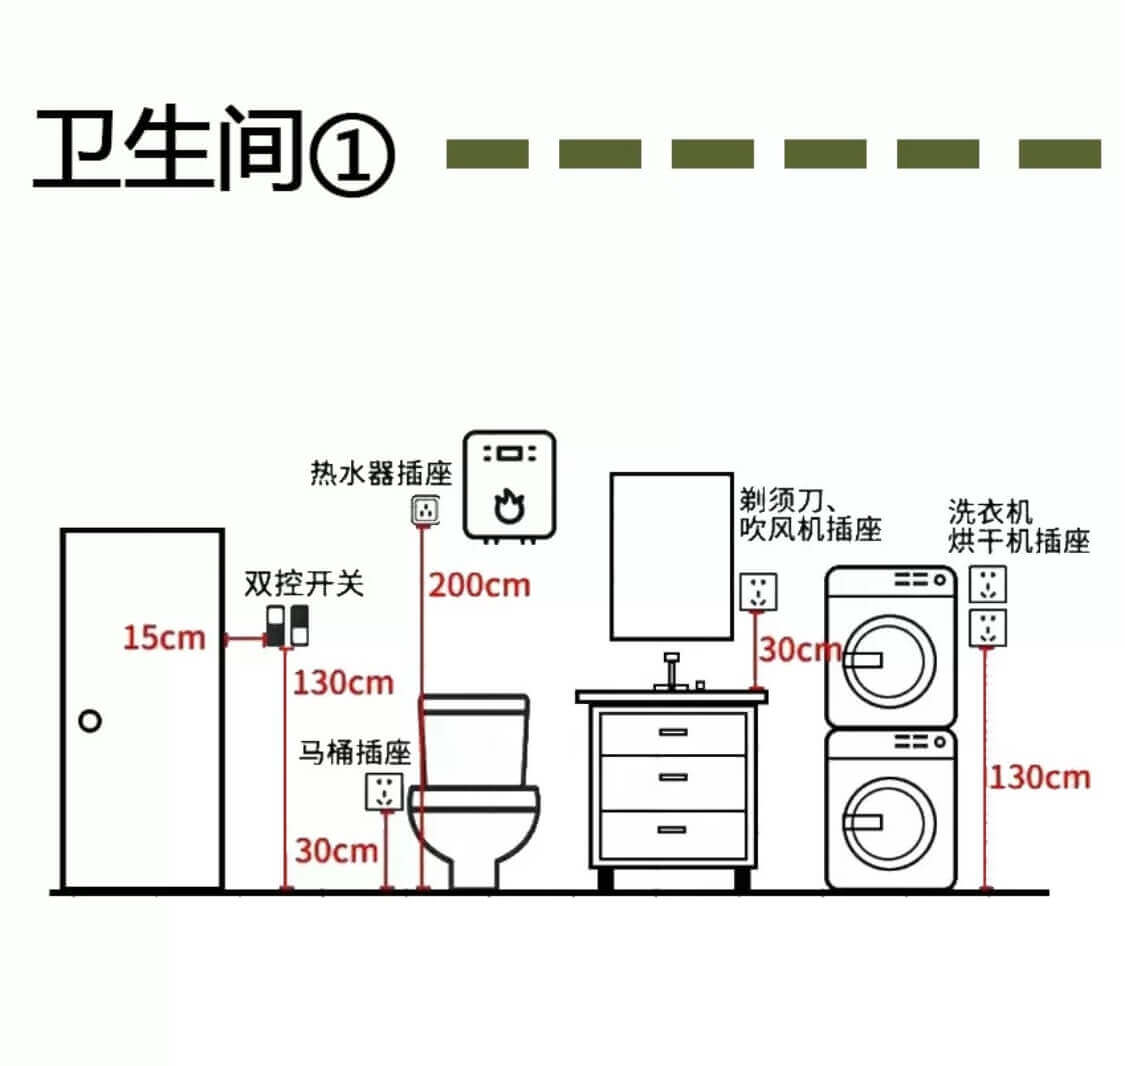 卫生间①
热水器插座
剃须刀、
吹风机插座
洗衣机
烘干机插座
双控开关
200cm
15cm
30cm
130cm
马桶插座
130cm
30cm